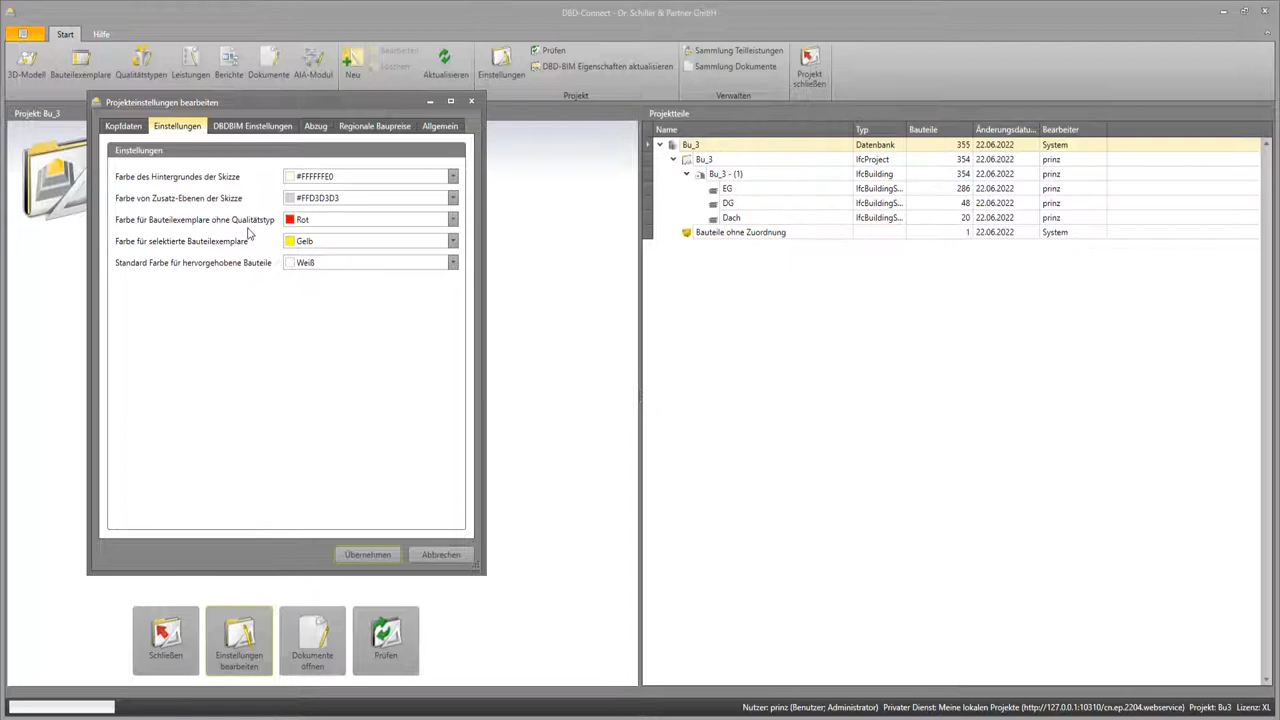 DBD-Connect - Dr. Schiller & Partner GmbH
Start Hilfe
3D-Modell Bauteilexemplare Qualitätstypen Leistungen Berichte Dokumente AIA-Modul Neu Bearbeiten Löschen Aktualisieren Einstellungen Prüfen DBD-BIM Eigenschaften aktualisieren Sammlung Teilleistungen Sammlung Dokumente Projekt schließen
Projekt Verwalten
Projekt: Bu_3
Projekteinstellungen bearbeiten
Kopfdaten Einstellungen DBDBIM Einstellungen Abzug Regionale Baupreise Allgemein
Einstellungen
Farbe des Hintergrundes der Skizze #FFFFFFE0
Farbe von Zusatz-Ebenen der Skizze #FFD3D3D3
Farbe für Bauteilexemplare ohne Qualitätstyp Rot
Farbe für selektierte Bauteilexemplare Gelb
Standard Farbe für hervorgehobene Bauteile Weiß
Übernehmen Abbrechen
Schließen
Einstellungen bearbeiten
Dokumente öffnen
Prüfen
Projektteile
Name Typ Bauteile Änderungsdatu... Bearbeiter
Bu_3 Datenbank 355 22.06.2022 System
Bu_3 IfcProject 354 22.06.2022 prinz
Bu_3 - (1) IfcBuilding 354 22.06.2022 prinz
EG IfcBuildingS... 286 22.06.2022 prinz
DG IfcBuildingS... 48 22.06.2022 prinz
Dach IfcBuildingS... 20 22.06.2022 prinz
Bauteile ohne Zuordnung 1 22.06.2022 System
Nutzer: prinz (Benutzer; Administrator) Privater Dienst: Meine lokalen Projekte (http://127.0.0.1:10310/cn.ep.2204.webservice) Projekt: Bu3 Lizenz: XL